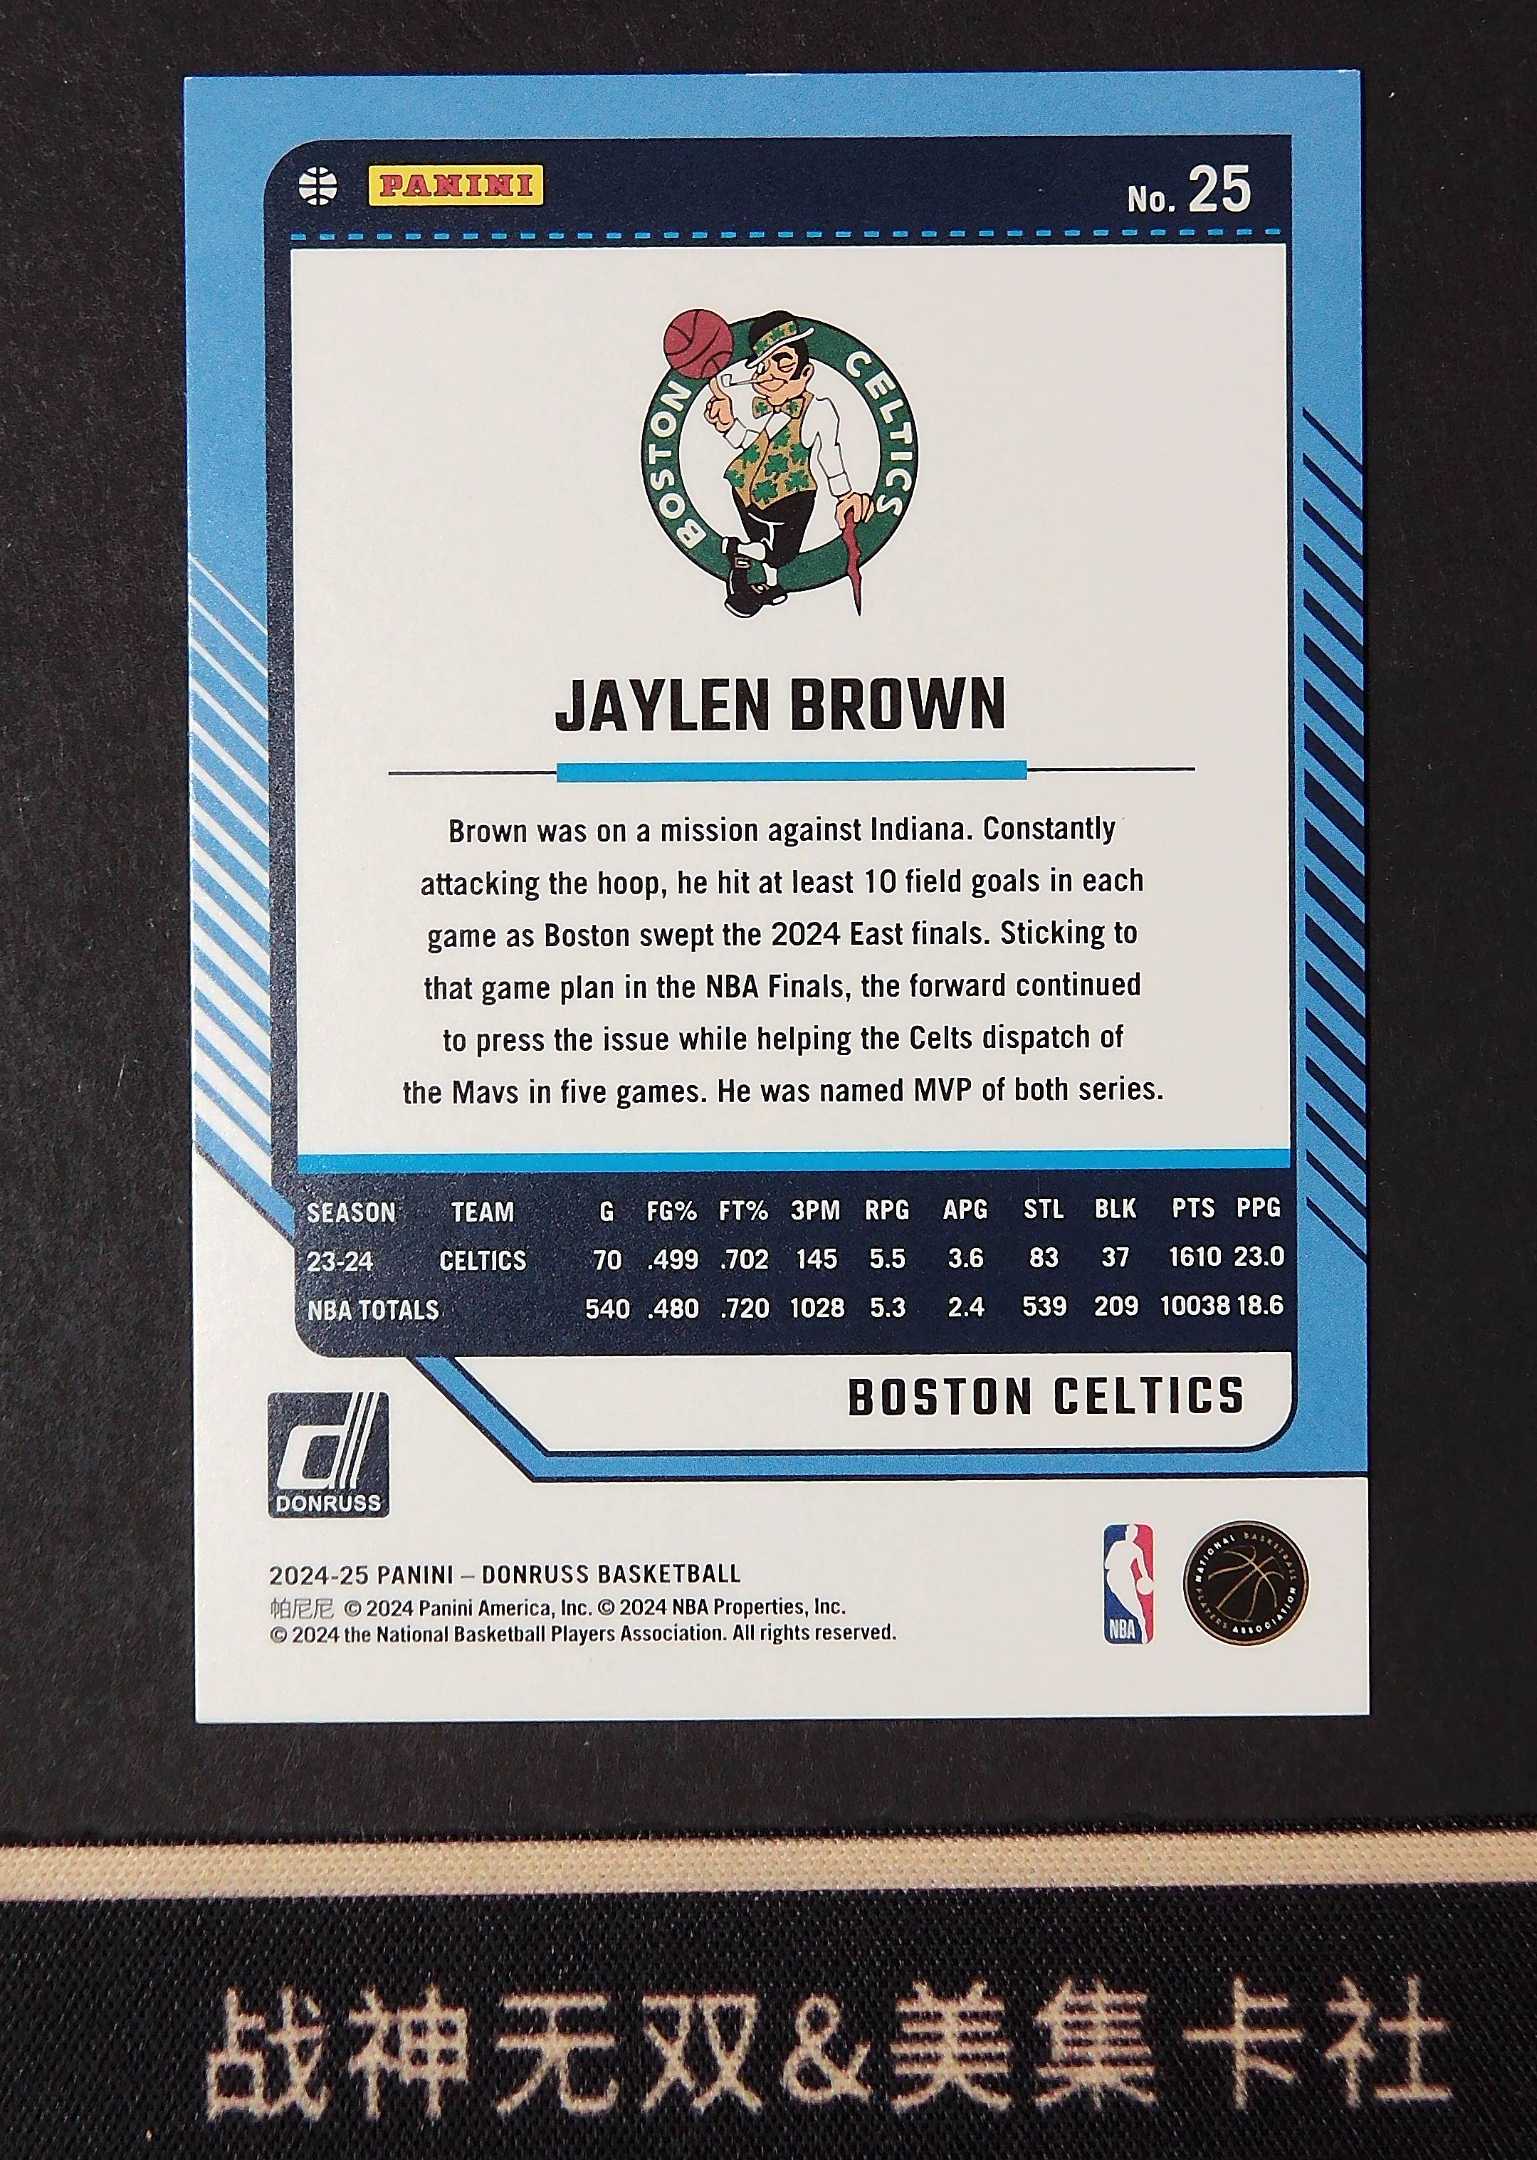 PANINI
No. 25
BOSTON CELTICS
JAYLEN BROWN
Brown was on a mission against Indiana. Constantly
attacking the hoop, he hit at least 10 field goals in each
game as Boston swept the 2024 East finals. Sticking to
that game plan in the NBA Finals, the forward continued
to press the issue while helping the Celts dispatch of
the Mavs in five games. He was named MVP of both series.
SEASON TEAM G FG% FT% 3PM RPG APG STL BLK PTS PPG
23-24 CELTICS 70 .499 .702 145 5.5 3.6 83 37 1610 23.0
NBA TOTALS 540 .480 .720 1028 5.3 2.4 539 209 10038 18.6
BOSTON CELTICS
DONRUSS
2024-25 PANINI – DONRUSS BASKETBALL
帕尼尼 © 2024 Panini America, Inc. © 2024 NBA Properties, Inc.
© 2024 the National Basketball Players Association. All rights reserved.
NBA
NATIONAL BASKETBALL PLAYERS ASSOCIATION
战神无双&美集卡社